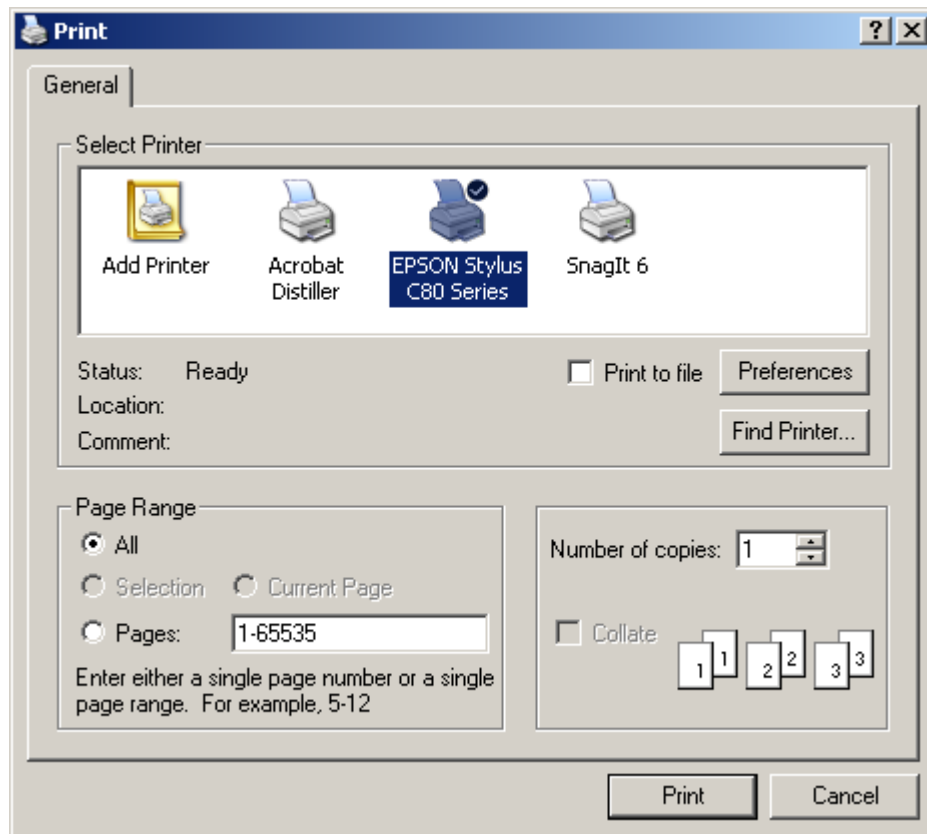 Print
General
Select Printer
Add Printer
Acrobat
Distiller
EPSON Stylus
C80 Series
SnagIt 6
Status: Ready
Print to file
Preferences
Location:
Comment:
Find Printer...
Page Range
All
Selection
Current Page
Pages: 1-65535
Enter either a single page number or a single
page range. For example, 5-12
Number of copies: 1
Collate
1 1 2 2 3 3
Print
Cancel